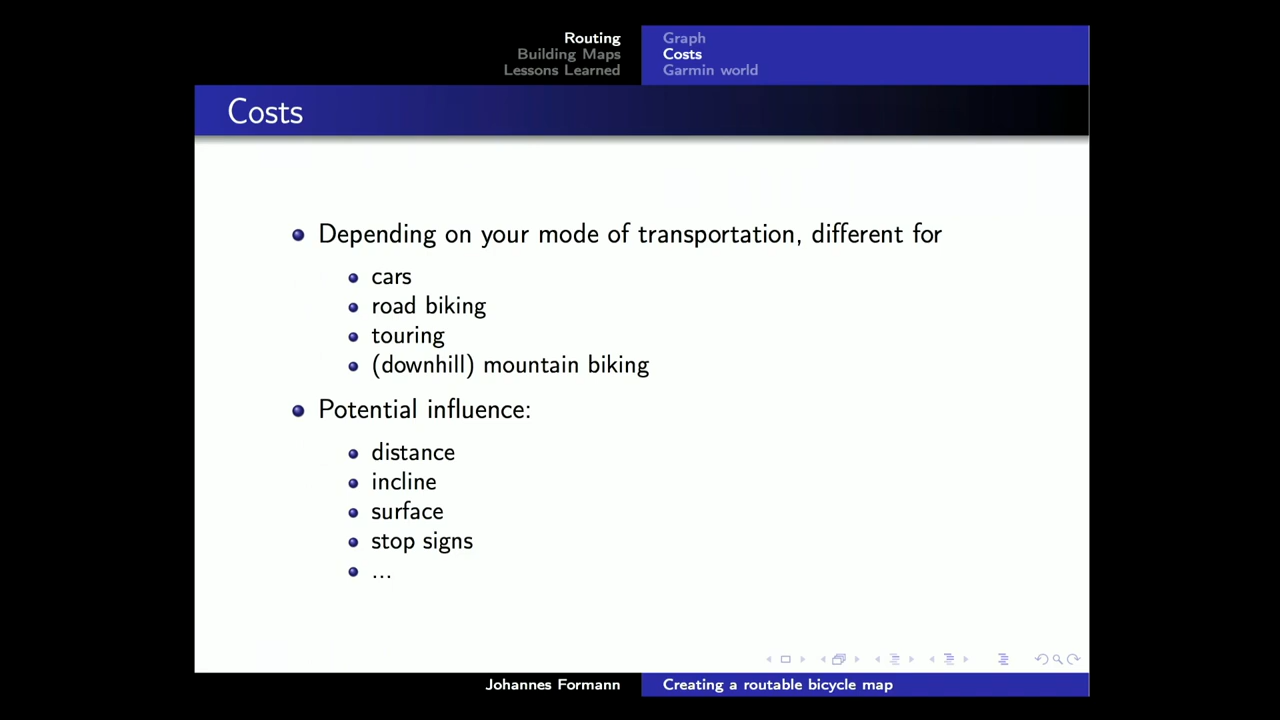 Routing
Building Maps
Lessons Learned
Graph
Costs
Garmin world
Costs
Depending on your mode of transportation, different for
cars
road biking
touring
(downhill) mountain biking
Potential influence:
distance
incline
surface
stop signs
...
Johannes Formann
Creating a routable bicycle map